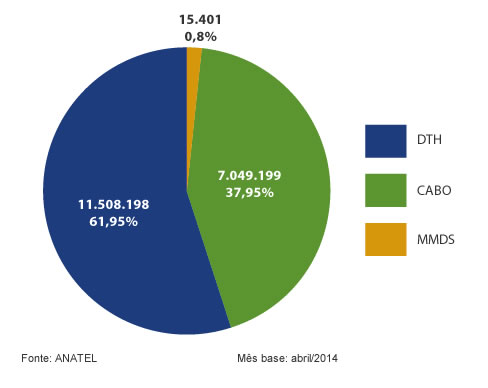 15.401
0,8%
7.049.199
37,95%
11.508.198
61,95%
DTH
CABO
MMDS
Fonte: ANATEL
Mês base: abril/2014